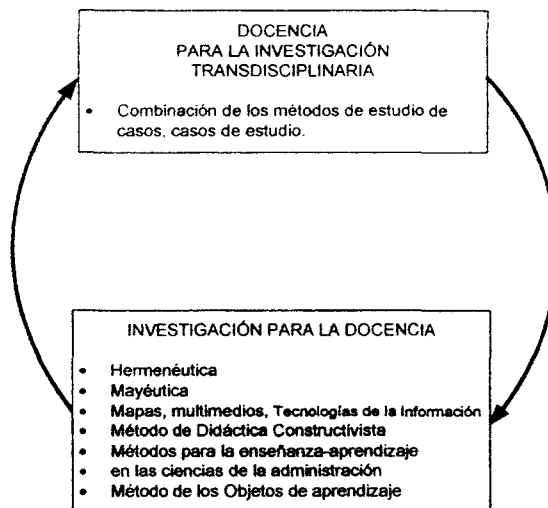 DOCENCIA
PARA LA INVESTIGACIÓN
TRANSDISCIPLINARIA
• Combinación de los métodos de estudio de
casos, casos de estudio.
INVESTIGACIÓN PARA LA DOCENCIA
• Hermenéutica
• Mayéutica
• Mapas, multimedios, Tecnologías de la Información
• Método de Didáctica Constructivista
• Métodos para la enseñanza-aprendizaje
• en las ciencias de la administración
• Método de los Objetos de aprendizaje